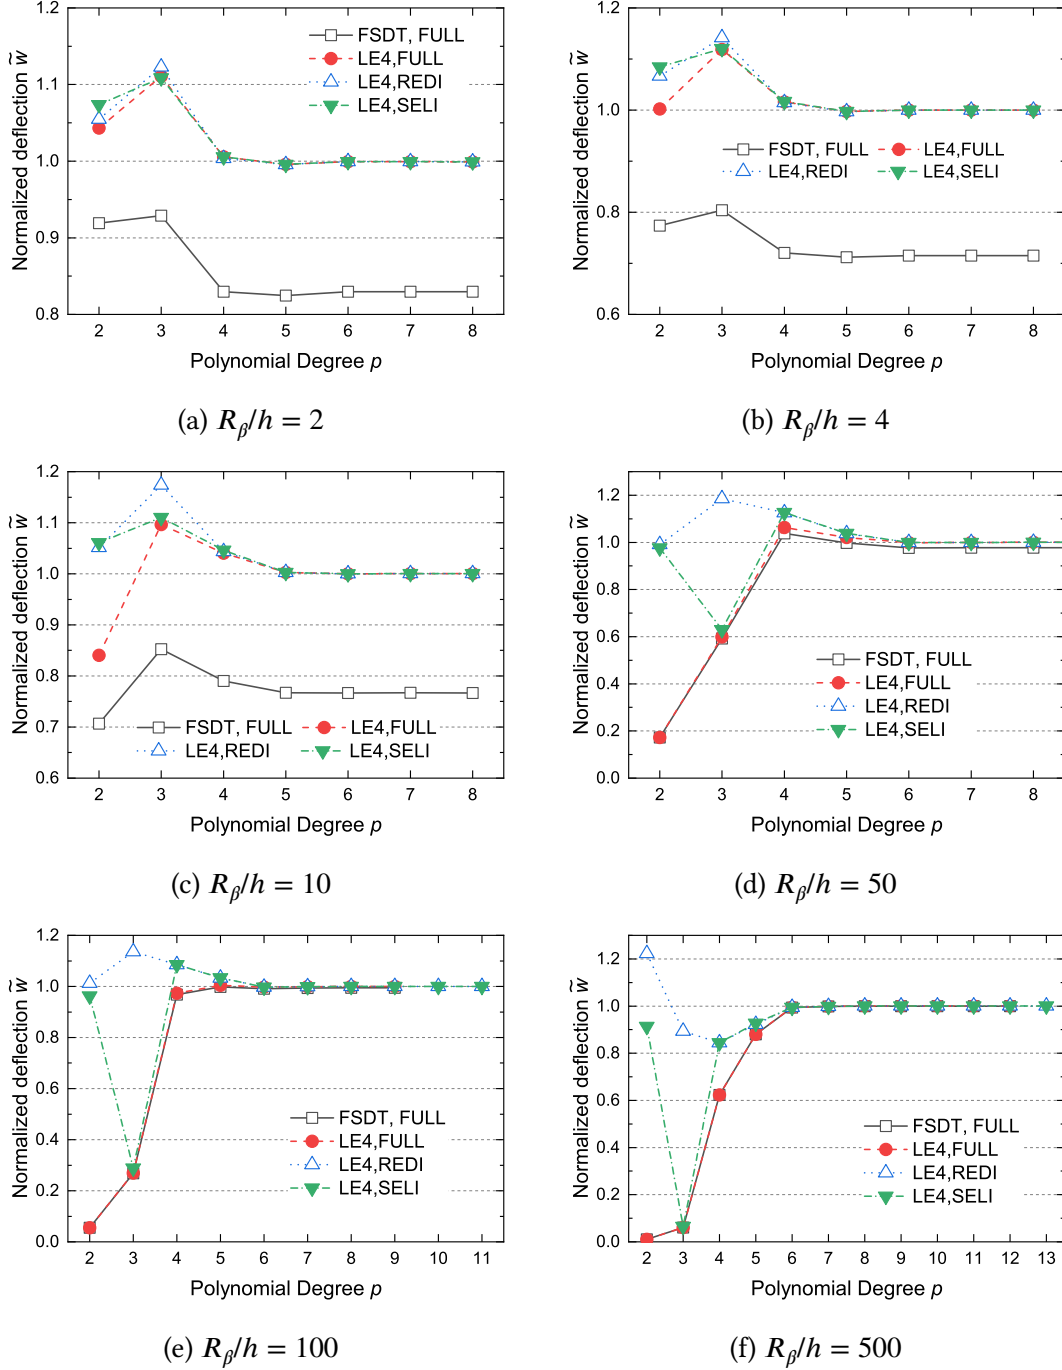 1.2
1.1
1.0
0.9
0.8
2 3 4 5 6 7 8
Normalized deflection w̃
Polynomial Degree p
FSDT, FULL
LE4,FULL
LE4,REDI
LE4,SELI
(a) Rβ/h = 2
1.2
1.0
0.8
0.6
2 3 4 5 6 7 8
Normalized deflection w̃
Polynomial Degree p
FSDT, FULL LE4,FULL
LE4,REDI LE4,SELI
(b) Rβ/h = 4
1.2
1.1
1.0
0.9
0.8
0.7
0.6
2 3 4 5 6 7 8
Normalized deflection w̃
Polynomial Degree p
FSDT, FULL LE4,FULL
LE4,REDI LE4,SELI
(c) Rβ/h = 10
1.2
1.0
0.8
0.6
0.4
0.2
0.0
2 3 4 5 6 7 8
Normalized deflection w̃
Polynomial Degree p
FSDT, FULL
LE4,FULL
LE4,REDI
LE4,SELI
(d) Rβ/h = 50
1.2
1.0
0.8
0.6
0.4
0.2
0.0
2 3 4 5 6 7 8 9 10 11
Normalized deflection w̃
Polynomial Degree p
FSDT, FULL
LE4,FULL
LE4,REDI
LE4,SELI
(e) Rβ/h = 100
1.2
1.0
0.8
0.6
0.4
0.2
0.0
2 3 4 5 6 7 8 9 10 11 12 13
Normalized deflection w̃
Polynomial Degree p
FSDT, FULL
LE4,FULL
LE4,REDI
LE4,SELI
(f) Rβ/h = 500